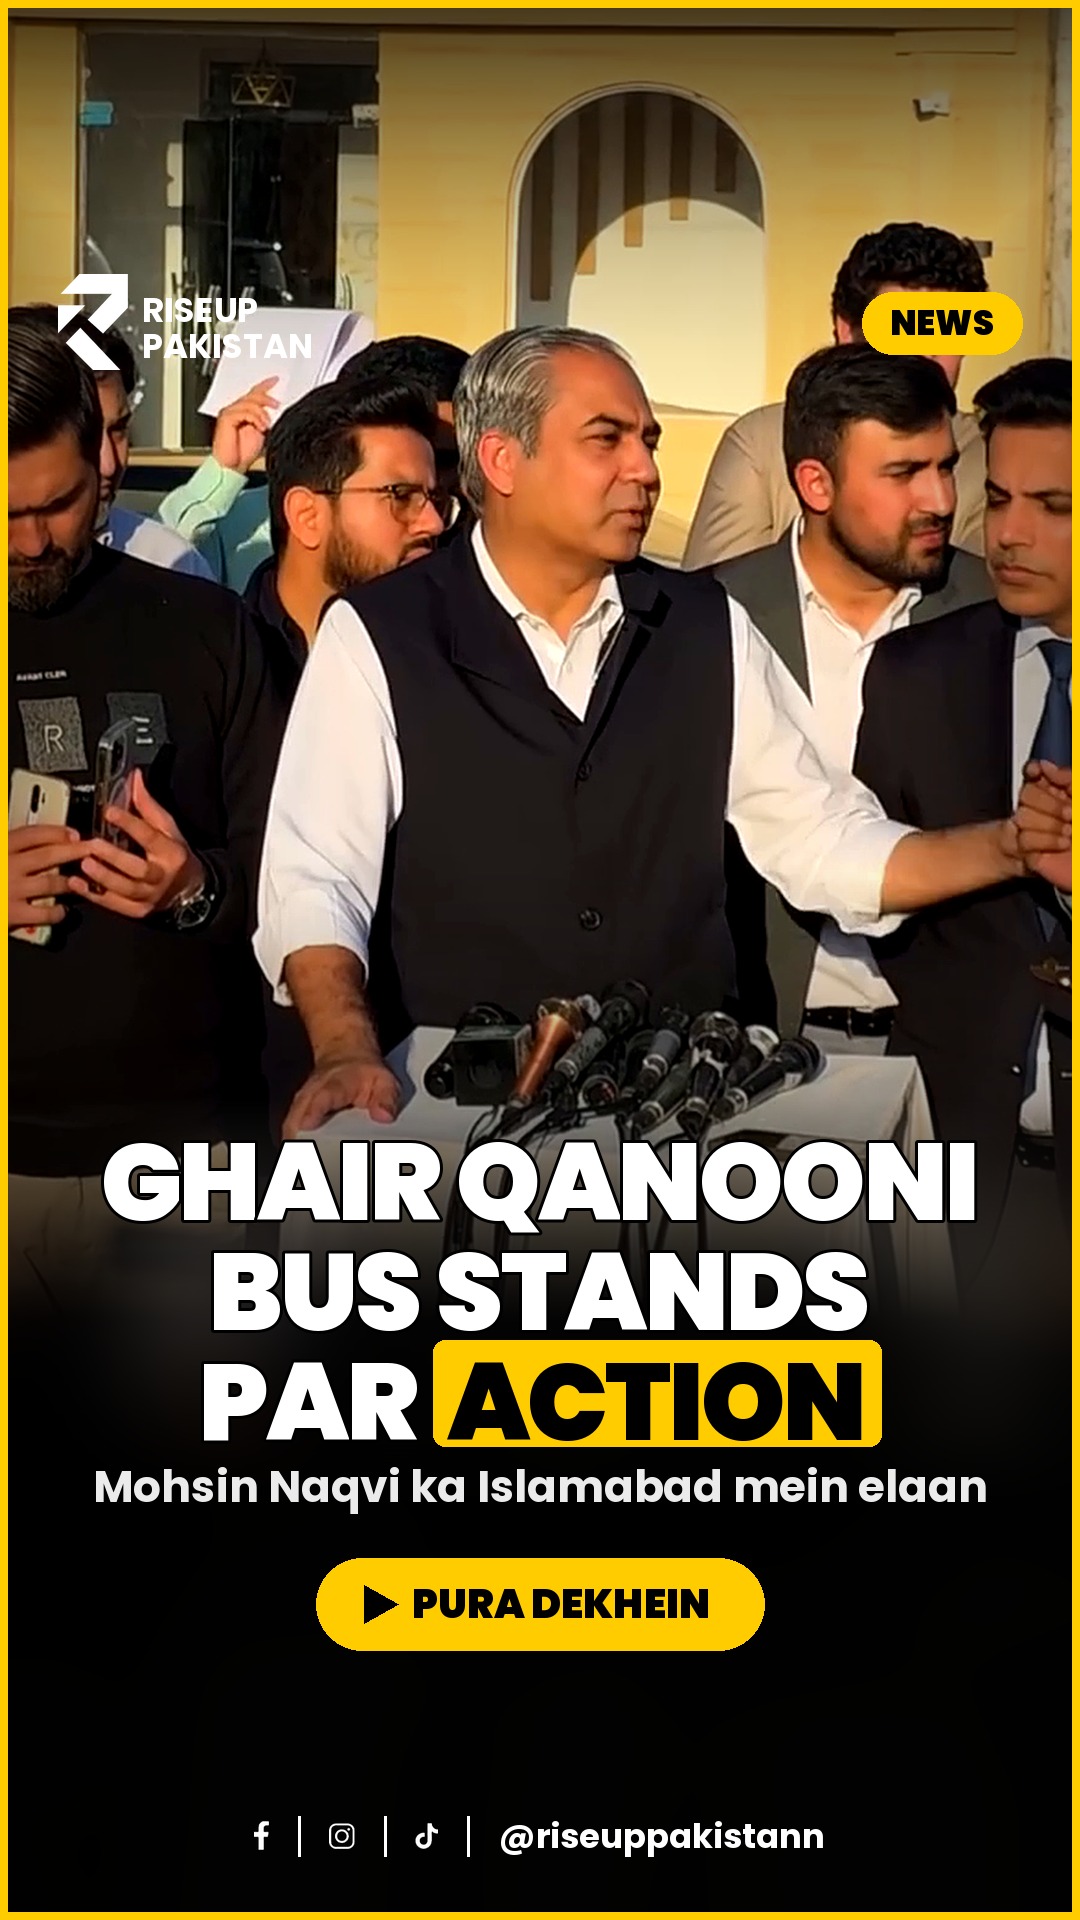 RISEUP
PAKISTAN
NEWS
R
E
GHAIR QANOONI
BUS STANDS
PAR ACTION
Mohsin Naqvi ka Islamabad mein elaan
PURA DEKHEIN
@riseuppakistann